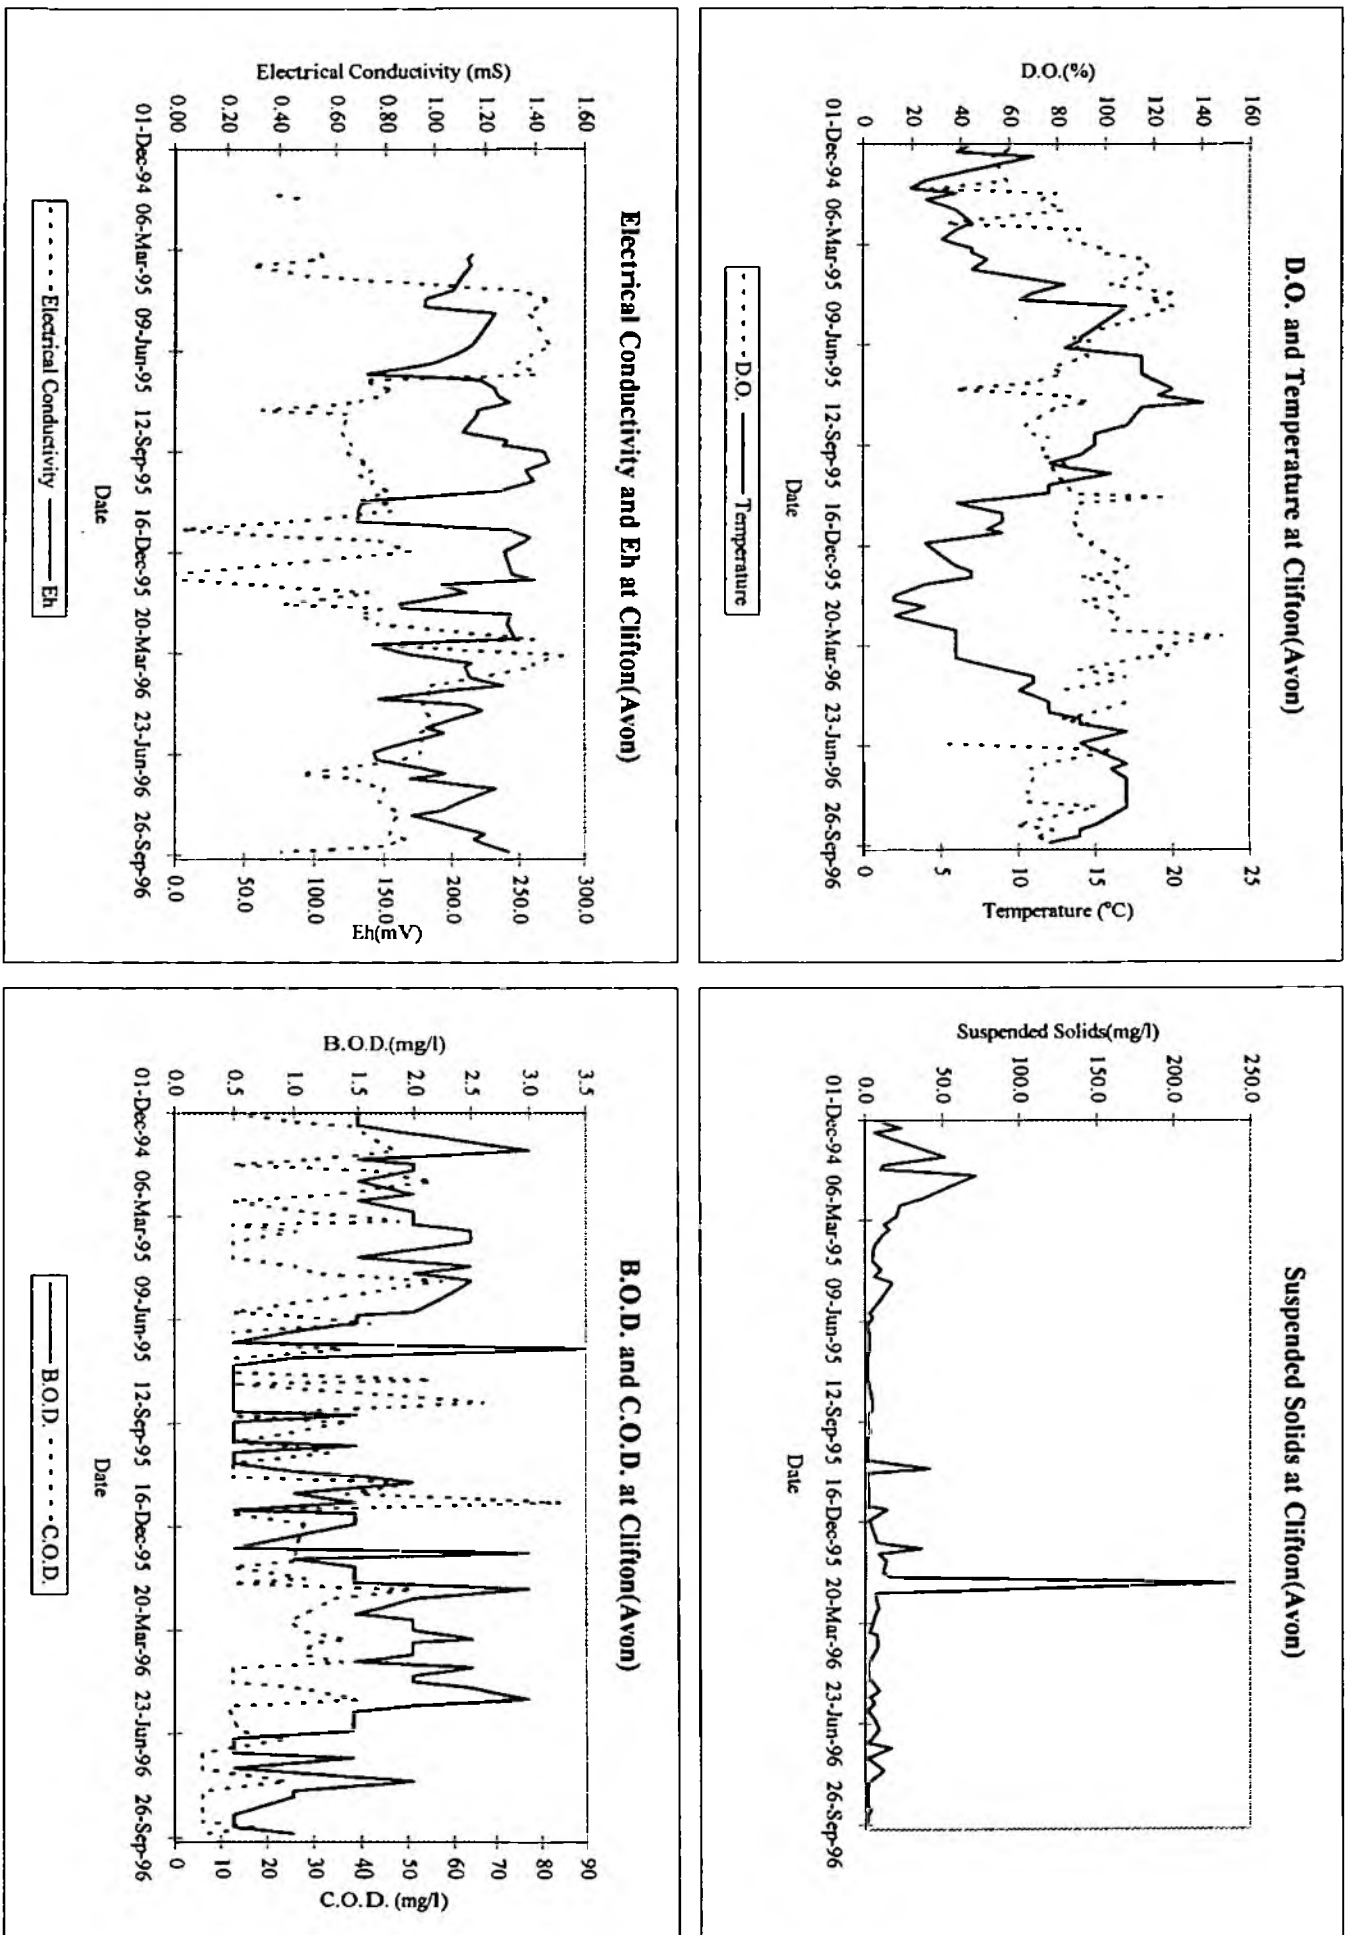 D.O. and Temperature at Clifton(Avon)
D.O.(%)
0 20 40 60 80 100 120 140 160
01-Dec-94 06-Mar-95 09-Jun-95 12-Sep-95 16-Dec-95 20-Mar-96 23-Jun-96 26-Sep-96
0 5 10 15 20 25
Temperature (°C)
Date
D.O. Temperature
Suspended Solids at Clifton(Avon)
Suspended Solids(mg/l)
0.0 50.0 100.0 150.0 200.0 250.0
01-Dec-94 06-Mar-95 09-Jun-95 12-Sep-95 16-Dec-95 20-Mar-96 23-Jun-96 26-Sep-96
Date
Electrical Conductivity and Eh at Clifton(Avon)
Electrical Conductivity (mS)
0.00 0.20 0.40 0.60 0.80 1.00 1.20 1.40 1.60
01-Dec-94 06-Mar-95 09-Jun-95 12-Sep-95 16-Dec-95 20-Mar-96 23-Jun-96 26-Sep-96
0.0 50.0 100.0 150.0 200.0 250.0 300.0
Eh(mV)
Date
Electrical Conductivity Eh
B.O.D. and C.O.D. at Clifton(Avon)
B.O.D.(mg/l)
0.0 0.5 1.0 1.5 2.0 2.5 3.0 3.5
01-Dec-94 06-Mar-95 09-Jun-95 12-Sep-95 16-Dec-95 20-Mar-96 23-Jun-96 26-Sep-96
0 10 20 30 40 50 60 70 80 90
C.O.D. (mg/l)
Date
B.O.D. C.O.D.